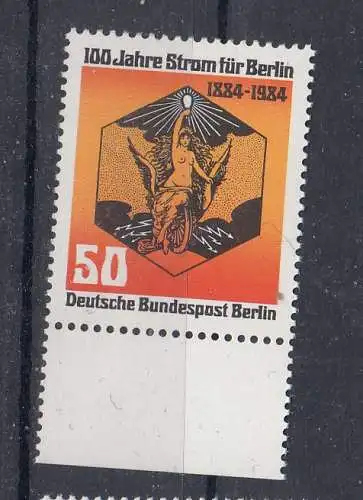 100 Jahre Strom für Berlin
1884-1984
50
Deutsche Bundespost Berlin